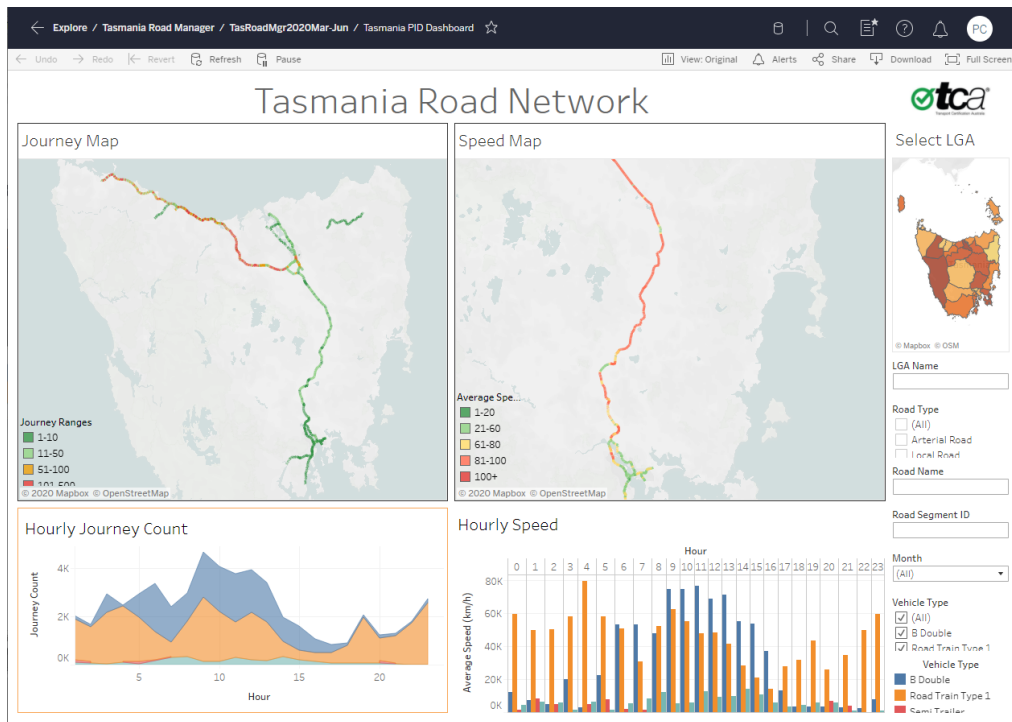 Explore / Tasmania Road Manager / TasRoadMgr2020Mar-Jun / Tasmania PID Dashboard
PC
Undo Redo Revert Refresh Pause View: Original Alerts Share Download Full Screen
Tasmania Road Network
tca
Transport Certification Australia
Journey Map
Journey Ranges
1-10
11-50
51-100
101-500
© 2020 Mapbox © OpenStreetMap
Speed Map
Average Spe...
1-20
21-60
61-80
81-100
100+
© 2020 Mapbox © OpenStreetMap
Select LGA
© Mapbox © OSM
LGA Name
Road Type
(All)
Arterial Road
Local Road
Road Name
Road Segment ID
Month
(All)
Vehicle Type
(All)
B Double
Road Train Type 1
Vehicle Type
B Double
Road Train Type 1
Semi Trailer
Hourly Journey Count
Journey Count
4K
2K
0K
5 10 15 20
Hour
Hourly Speed
Hour
0 1 2 3 4 5 6 7 8 9 10 11 12 13 14 15 16 17 18 19 20 21 22 23
Average Speed (km/h)
80K
60K
40K
20K
0K